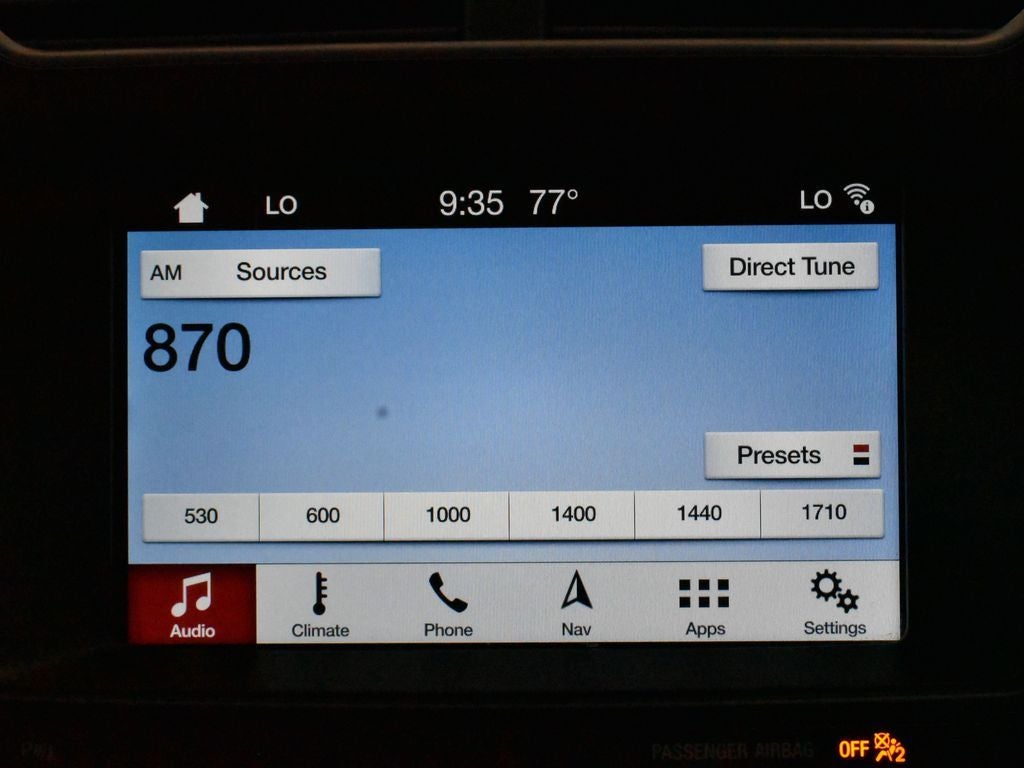 LO 9:35 77° LO
AM Sources Direct Tune
870
Presets
530 600 1000 1400 1440 1710
Audio Climate Phone Nav Apps Settings
PASSENGER AIRBAG OFF 2